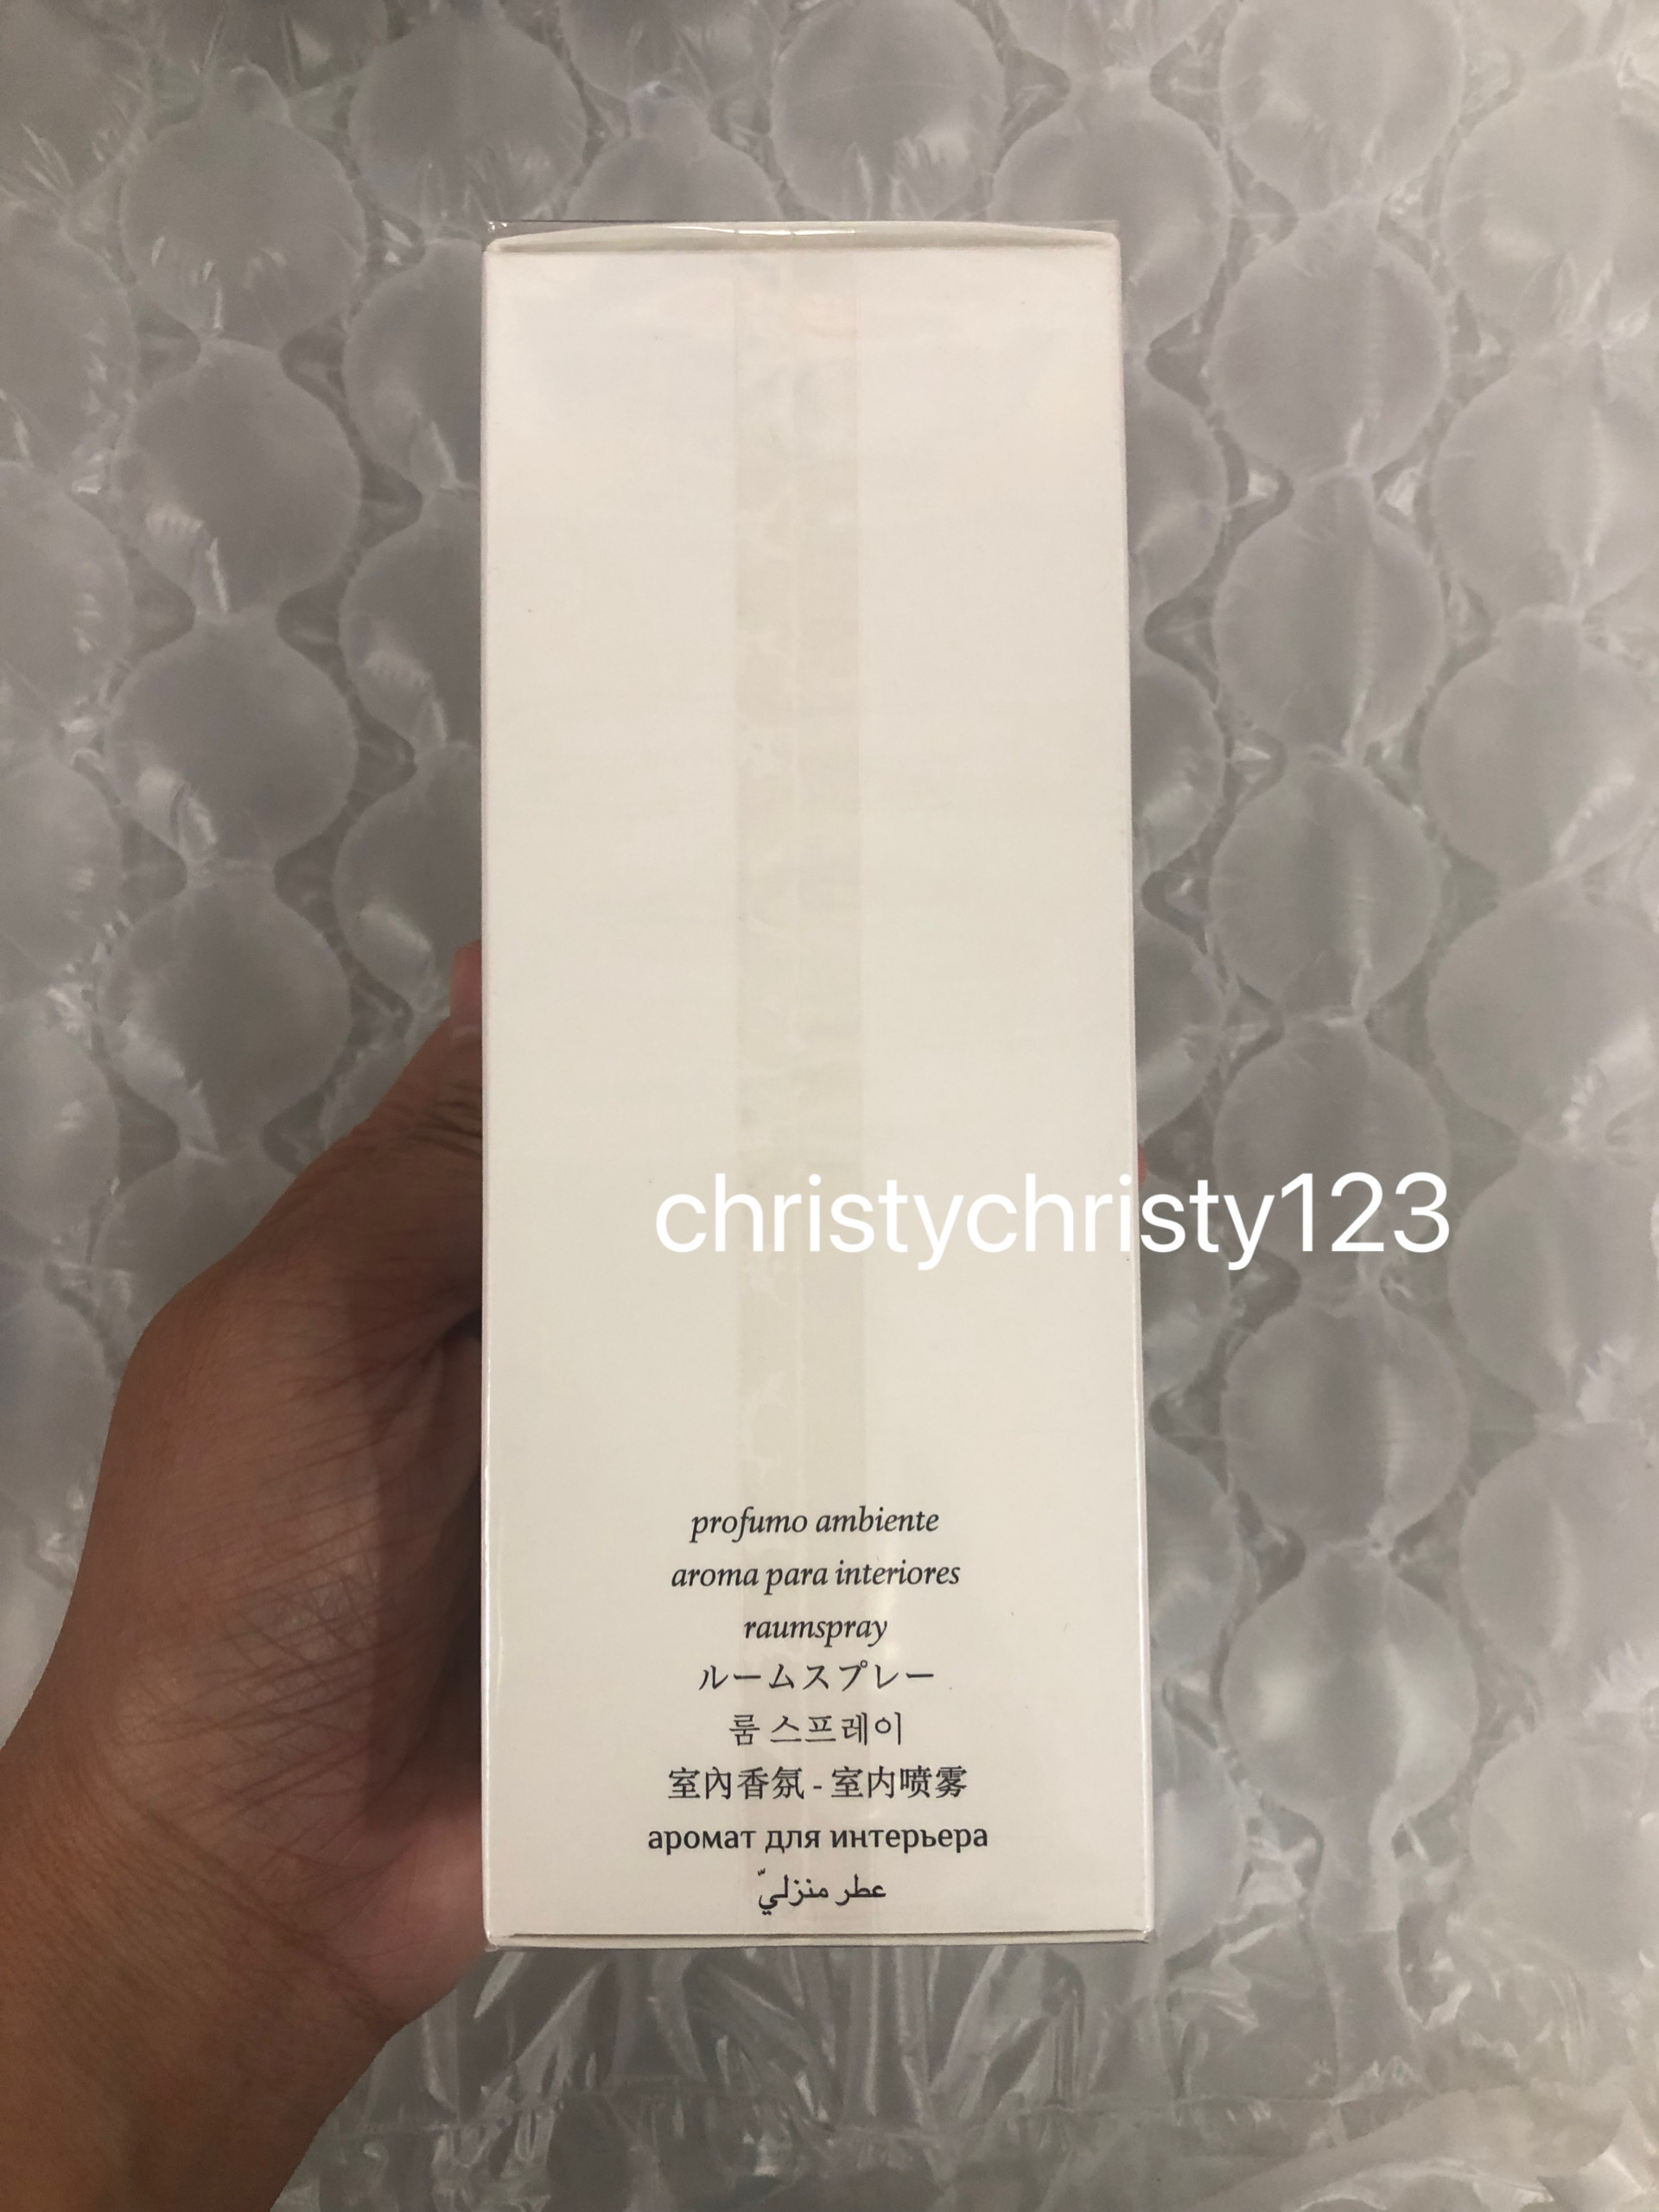 christychristy123
profumo ambiente
aroma para interiores
raumspray
ルームスプレー
룸 스프레이
室內香氛 - 室内喷雾
аромат для интерьера
عطر منزليّ